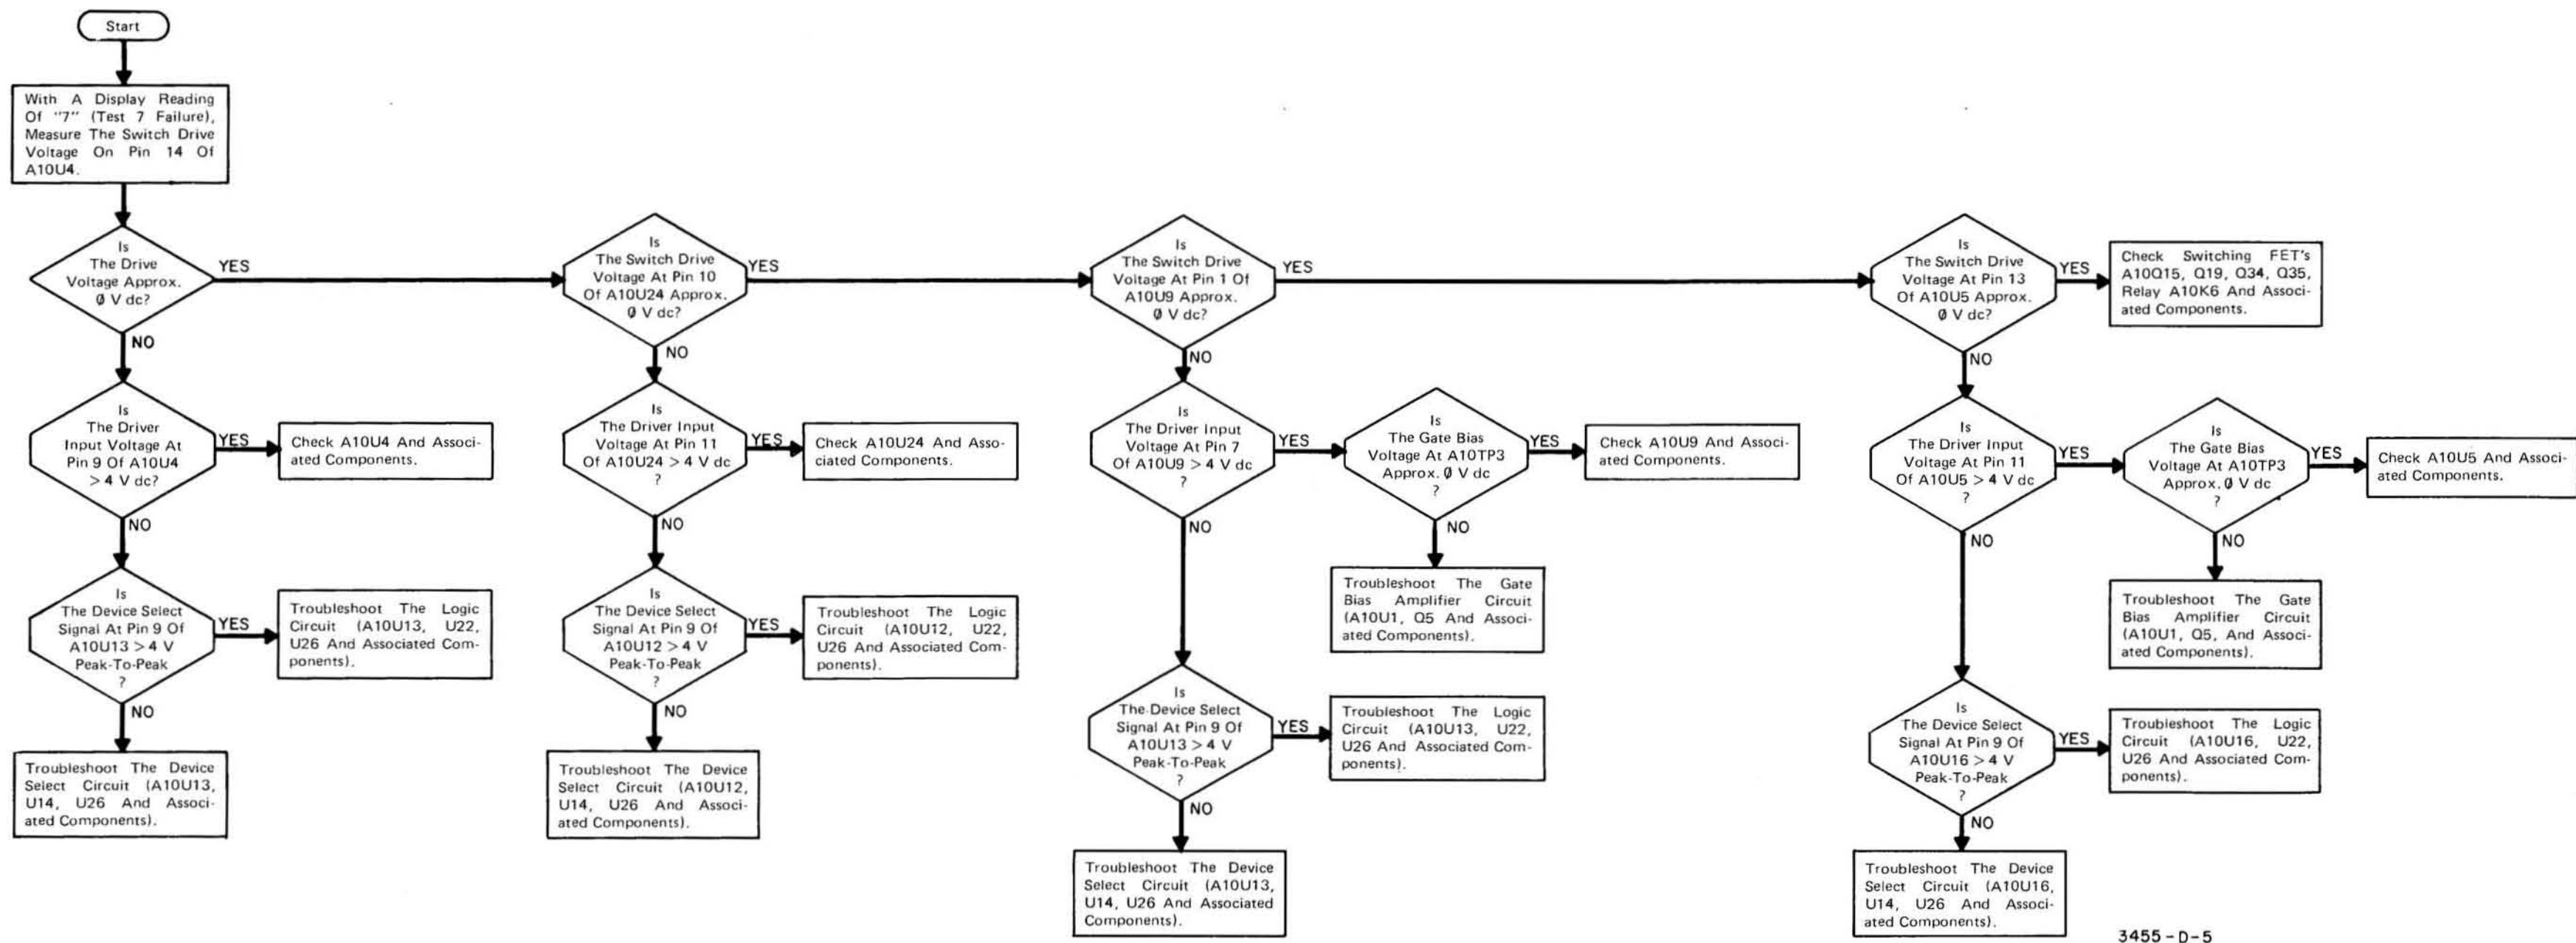 Start
With A Display Reading
Of "7" (Test 7 Failure),
Measure The Switch Drive
Voltage On Pin 14 Of
A10U4.
Is
The Drive
Voltage Approx.
0 V dc?
YES
NO
Is
The Switch Drive
Voltage At Pin 10
Of A10U24 Approx.
0 V dc?
YES
NO
Is
The Switch Drive
Voltage At Pin 1 Of
A10U9 Approx.
0 V dc?
YES
NO
Is
The Switch Drive
Voltage At Pin 13
Of A10U5 Approx.
0 V dc?
YES
NO
Check Switching FET's
A10Q15, Q19, Q34, Q35,
Relay A10K6 And Associ-
ated Components.
Is
The Driver
Input Voltage At
Pin 9 Of A10U4
> 4 V dc?
YES
NO
Check A10U4 And Associ-
ated Components.
Is
The Driver Input
Voltage At Pin 11
Of A10U24 > 4 V dc
?
YES
NO
Check A10U24 And Asso-
ciated Components.
Is
The Driver Input
Voltage At Pin 7
Of A10U9 > 4 V dc
?
YES
NO
Is
The Gate Bias
Voltage At A10TP3
Approx. 0 V dc
?
YES
NO
Check A10U9 And Associ-
ated Components.
Is
The Driver Input
Voltage At Pin 11
Of A10U5 > 4 V dc
?
YES
NO
Is
The Gate Bias
Voltage At A10TP3
Approx. 0 V dc
?
YES
NO
Check A10U5 And Associ-
ated Components.
Is
The Device Select
Signal At Pin 9 Of
A10U13 > 4 V
Peak-To-Peak
?
YES
NO
Troubleshoot The Logic
Circuit (A10U13, U22,
U26 And Associated Com-
ponents).
Is
The Device Select
Signal At Pin 9 Of
A10U12 > 4 V
Peak-To-Peak
?
YES
NO
Troubleshoot The Logic
Circuit (A10U12, U22,
U26 And Associated Com-
ponents).
Troubleshoot The Gate
Bias Amplifier Circuit
(A10U1, Q5 And Associ-
ated Components).
Troubleshoot The Gate
Bias Amplifier Circuit
(A10U1, Q5, And Associ-
ated Components).
Is
The Device Select
Signal At Pin 9 Of
A10U13 > 4 V
Peak-To-Peak
?
YES
NO
Troubleshoot The Logic
Circuit (A10U13, U22,
U26 And Associated Com-
ponents).
Is
The Device Select
Signal At Pin 9 Of
A10U16 > 4 V
Peak-To-Peak
?
YES
NO
Troubleshoot The Logic
Circuit (A10U16, U22,
U26 And Associated Com-
ponents).
Troubleshoot The Device
Select Circuit (A10U13,
U14, U26 And Associ-
ated Components).
Troubleshoot The Device
Select Circuit (A10U12,
U14, U26 And Associ-
ated Components).
Troubleshoot The Device
Select Circuit (A10U13,
U14, U26 And Associated
Components).
Troubleshoot The Device
Select Circuit (A10U16,
U14, U26 And Associ-
ated Components).
3455-D-5